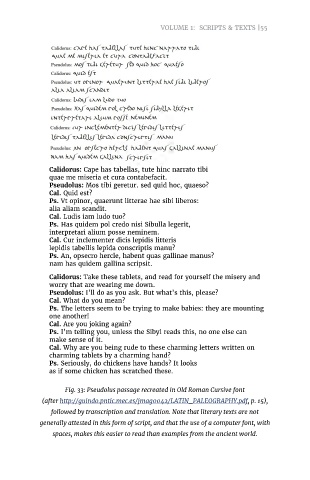 VOLUME 1: SCRIPTS & TEXTS |55
Calidorus: Cape has tabellas tute hinc narrato tibi
quae me miseria et cura contabefacit
Pseudolus: Mos tibi geretur sed quid hoc quaeso
Calidorus: Quid est
Pseudolus: Ut opinor quaerunt litterae hae sibi liberos
alia aliam scandit
Calidorus: Ludis iam ludo tuo
Pseudolus: Has quidem pol credo nisi Sibylla legerit
interpretari alium posse neminem
Calidorus: Cur inclementer dicis lepidis litteris
lepidis tabellis lepida conscriptis manu
Pseudolus: An obsecro hercle habent quas gallinae manus
nam has quidem gallina scripsit
Calidorus: Cape has tabellas, tute hinc narrato tibi
quae me miseria et cura contabefacit.
Pseudolus: Mos tibi geretur. sed quid hoc, quaeso?
Cal. Quid est?
Ps. Vt opinor, quaerunt litterae hae sibi liberos:
alia aliam scandit.
Cal. Ludis iam ludo tuo?
Ps. Has quidem pol credo nisi Sibulla legerit,
interpretari alium posse neminem.
Cal. Cur inclementer dicis lepidis litteris
lepidis tabellis lepida conscriptis manu?
Ps. An, opsecro hercle, habent quas gallinae manus?
nam has quidem gallina scripsit.
Calidorus: Take these tablets, and read for yourself the misery and
worry that are wearing me down.
Pseudolus: I'll do as you ask. But what's this, please?
Cal. What do you mean?
Ps. The letters seem to be trying to make babies: they are mounting
one another!
Cal. Are you joking again?
Ps. I'm telling you, unless the Sibyl reads this, no one else can
make sense of it.
Cal. Why are you being rude to these charming letters written on
charming tablets by a charming hand?
Ps. Seriously, do chickens have hands? It looks
as if some chicken has scratched these.
Fig. 33: Pseudolus passage recreated in Old Roman Cursive font
(after http://guindo.pntic.mec.es/jmag0042/LATIN_PALEOGRAPHY.pdf, p. 15),
followed by transcription and translation. Note that literary texts are not
generally attested in this form of script, and that the use of a computer font, with
spaces, makes this easier to read than examples from the ancient world.